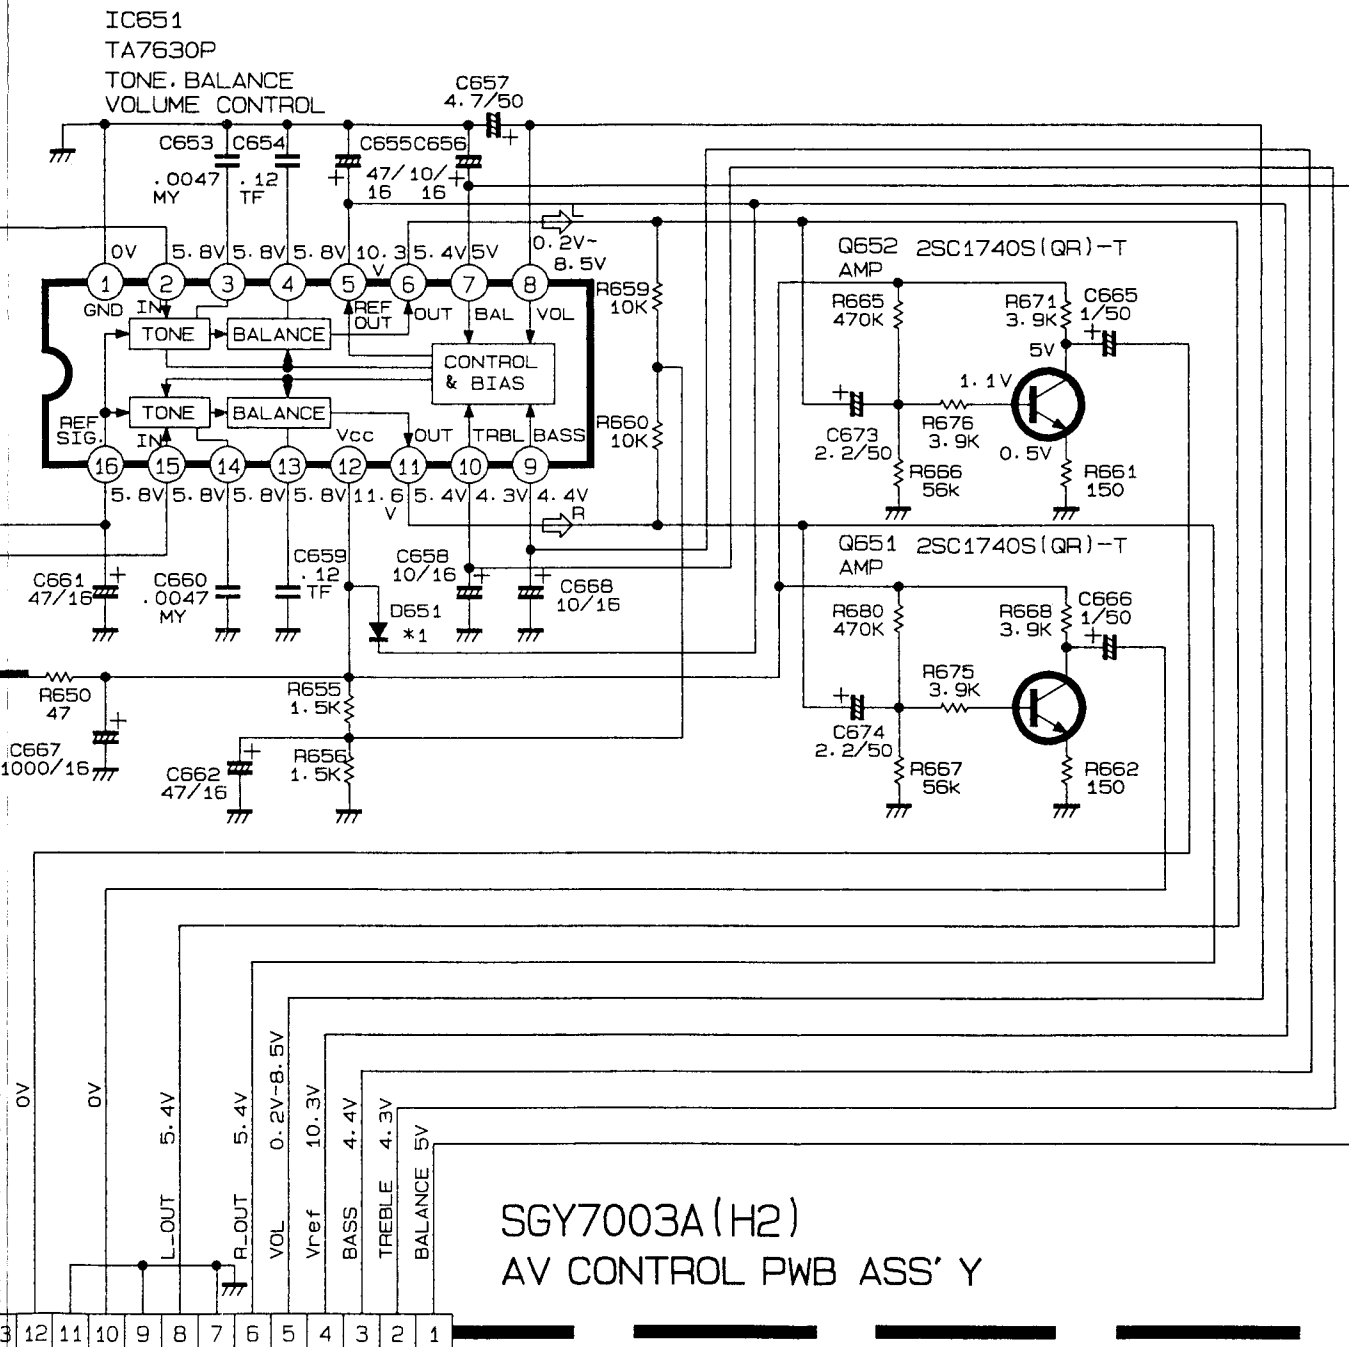 IC651
TA7630P
TONE. BALANCE
VOLUME CONTROL
C657
4.7/50
+
C653
C654
C655
C656
.0047
MY
.12
TF
+
47/
16
10/
16
+
L
0V
5.8V
5.8V
5.8V
10.3
V
5.4V
5V
0.2V~
8.5V
1
2
3
4
5
6
7
8
GND
IN
REF
OUT
OUT
BAL
VOL
TONE
BALANCE
CONTROL
& BIAS
TONE
BALANCE
REF
SIG.
IN
Vcc
OUT
TRBL
BASS
16
15
14
13
12
11
10
9
5.8V
5.8V
5.8V
5.8V
11.6
V
5.4V
4.3V
4.4V
R
R659
10K
R660
10K
Q652 2SC1740S(QR)-T
AMP
R665
470K
R671
3.9K
C665
1/50
+
5V
1.1V
+
C673
2.2/50
R676
3.9K
0.5V
R666
56K
R661
150
Q651 2SC1740S(QR)-T
AMP
R680
470K
R668
3.9K
C666
1/50
+
R675
3.9K
+
C674
2.2/50
R667
56K
R662
150
C661
47/16
+
C660
.0047
MY
C659
.12
TF
C658
10/16
+
+
C668
10/16
D651
*1
R650
47
+
C667
1000/16
R655
1.5K
R656
1.5K
C662
47/16
+
0V
0V
L_OUT 5.4V
R_OUT 5.4V
VOL 0.2V-8.5V
Vref 10.3V
BASS 4.4V
TREBLE 4.3V
BALANCE 5V
SGY7003A(H2)
AV CONTROL PWB ASS'Y
3 12 11 10 9 8 7 6 5 4 3 2 1